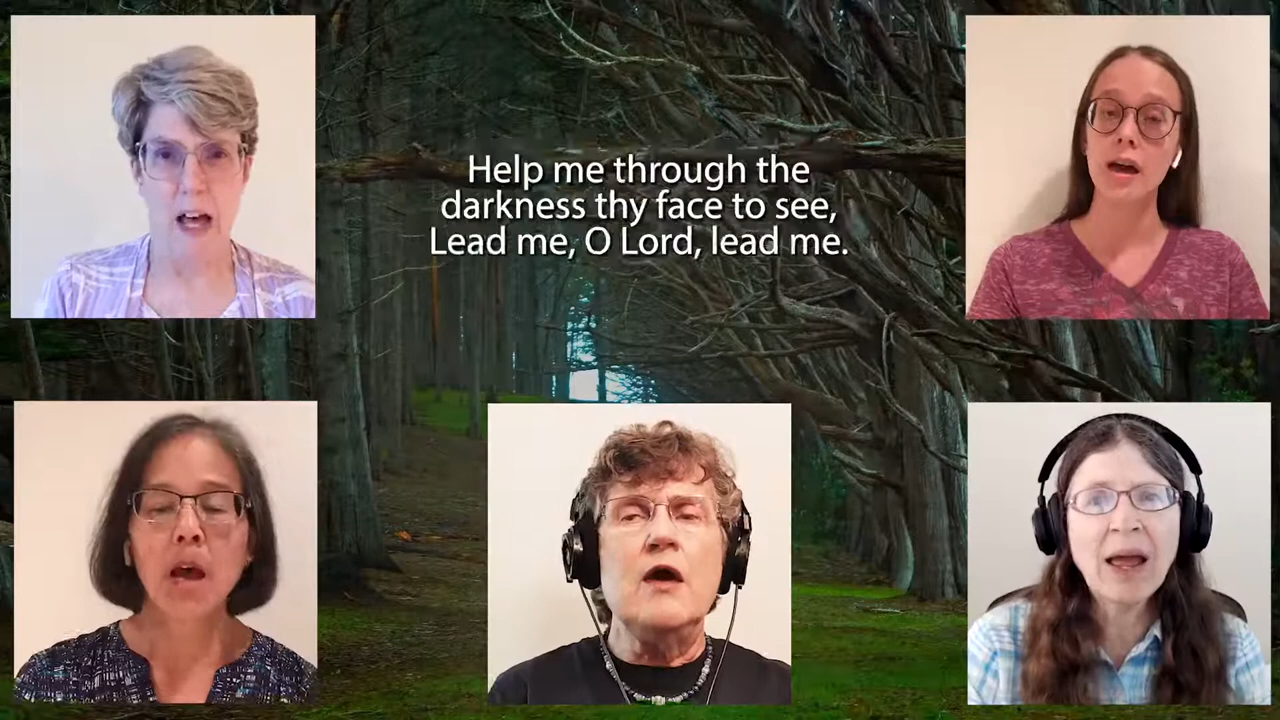 Help me through the
darkness thy face to see,
Lead me, O Lord, lead me.